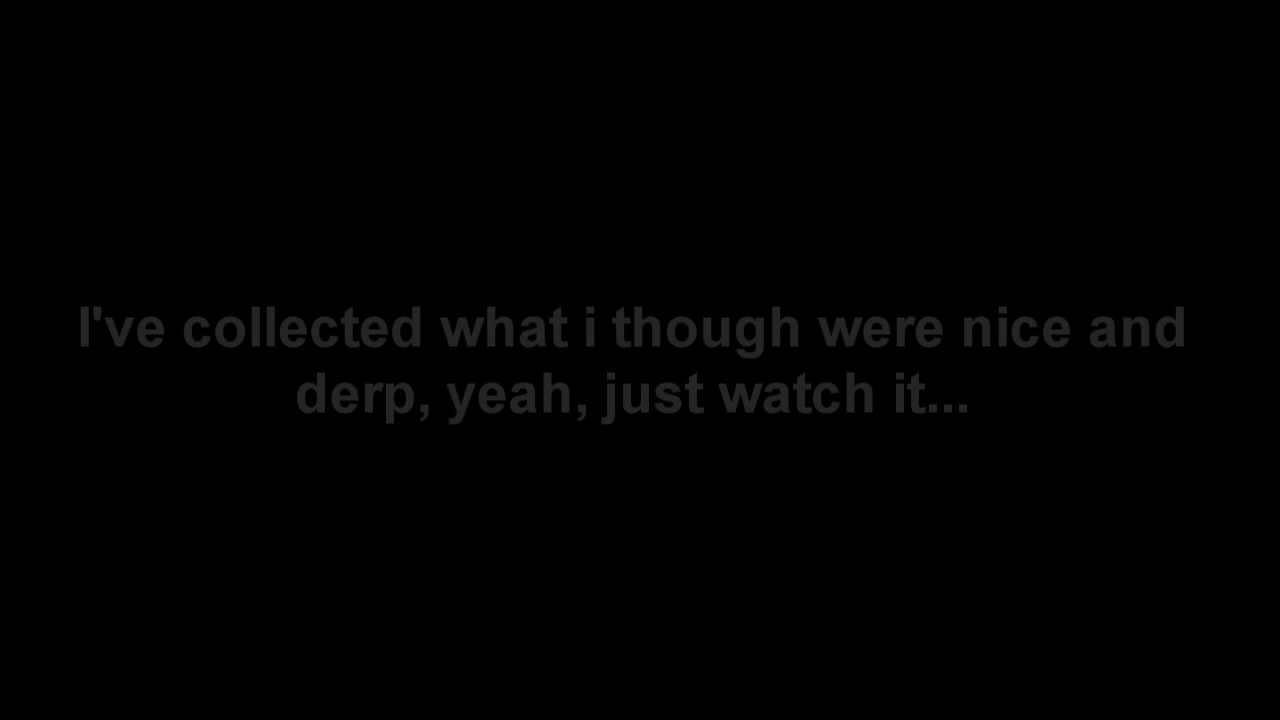 I've collected what i though were nice and
derp, yeah, just watch it...